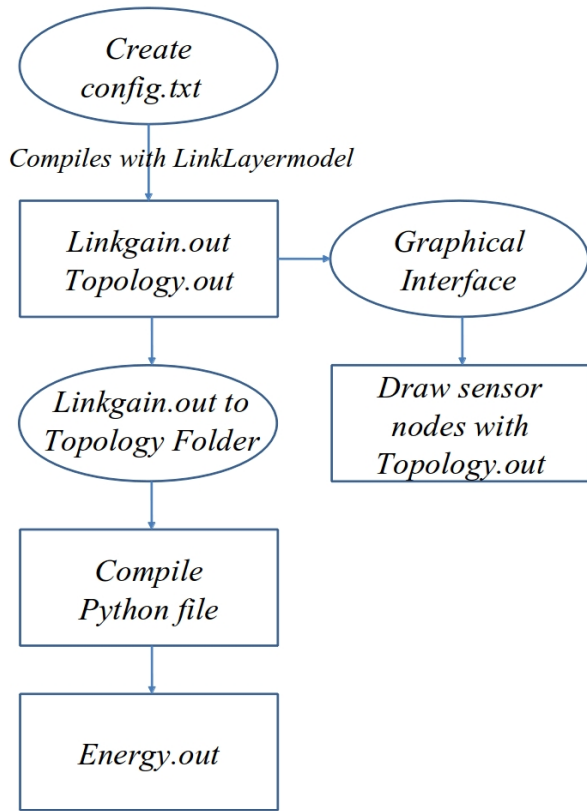 Create
config.txt
Compiles with LinkLayermodel
Linkgain.out
Topology.out
Graphical
Interface
Linkgain.out to
Topology Folder
Draw sensor
nodes with
Topology.out
Compile
Python file
Energy.out